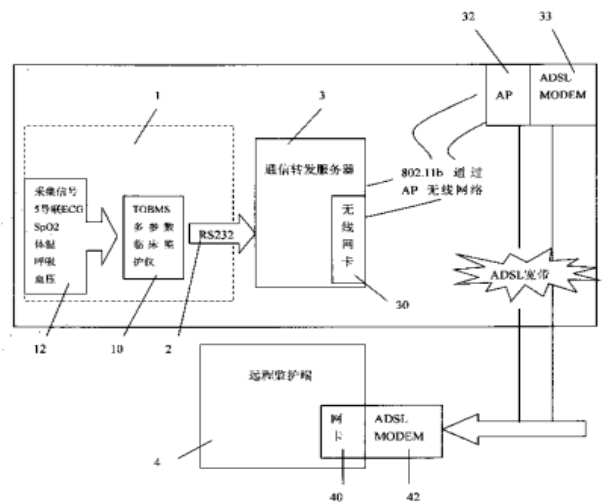 32
33
1
3
AP
ADSL
MODEM
通信转发服务器
802.11b 通过
AP 无线网络
采集信号
5导联ECG
SpO2
体温
呼吸
血压
TOBMS
多参数
临床监
护仪
RS232
无
线
网
卡
ADSL宽带
12
10
2
30
远程监护端
网
卡
ADSL
MODEM
4
40
42